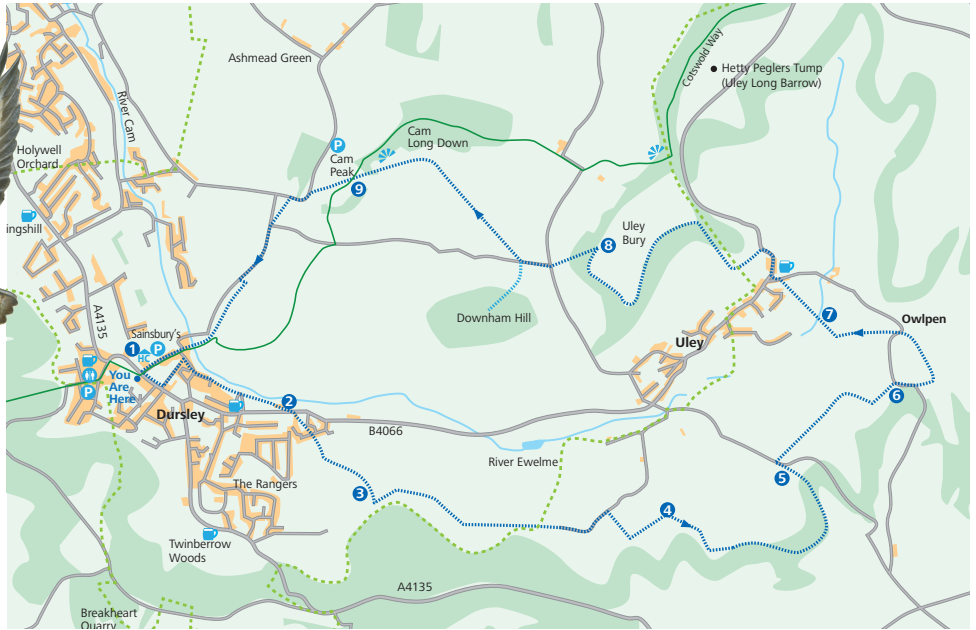 Ashmead Green
Cotswold Way
Hetty Peglers Tump
(Uley Long Barrow)
River Cam
Holywell
Orchard
P
Cam
Peak
Cam
Long Down
9
ingshill
Uley
Bury
8
A4135
Downham Hill
7
Owlpen
Sainsbury's
1
HC
P
Uley
You
Are
Here
P
Dursley
2
6
B4066
River Ewelme
5
The Rangers
3
4
Twinberrow
Woods
A4135
Breakheart
Quarry